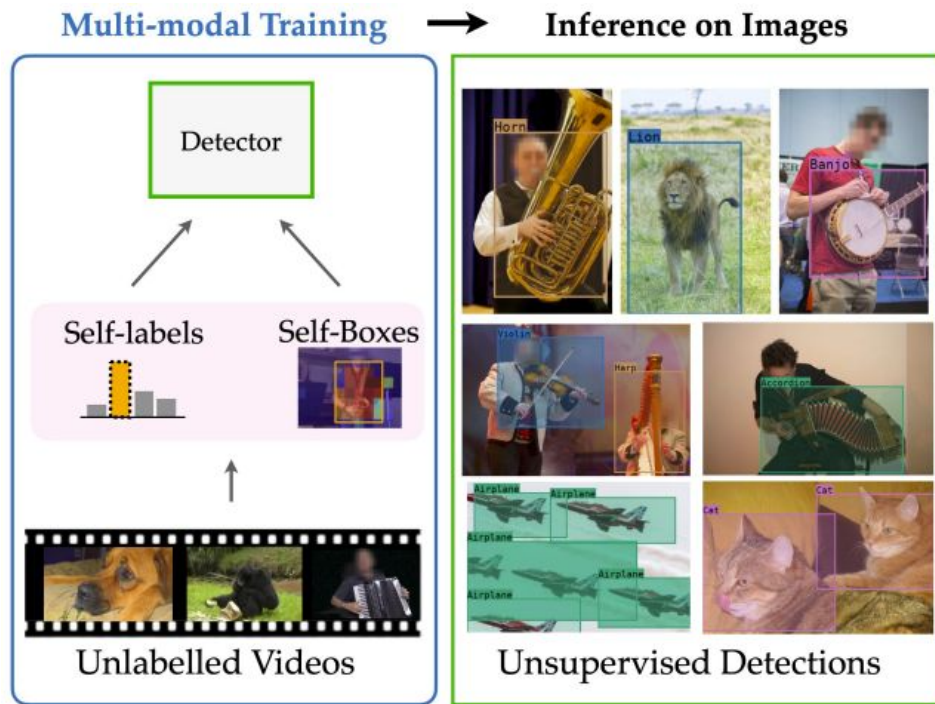 Multi-modal Training
Inference on Images
Detector
Self-labels
Self-Boxes
Unlabelled Videos
Horn
Lion
Banjo
Violin
Harp
Accordion
Airplane
Airplane
Airplane
Airplane
Airplane
Cat
Cat
Unsupervised Detections